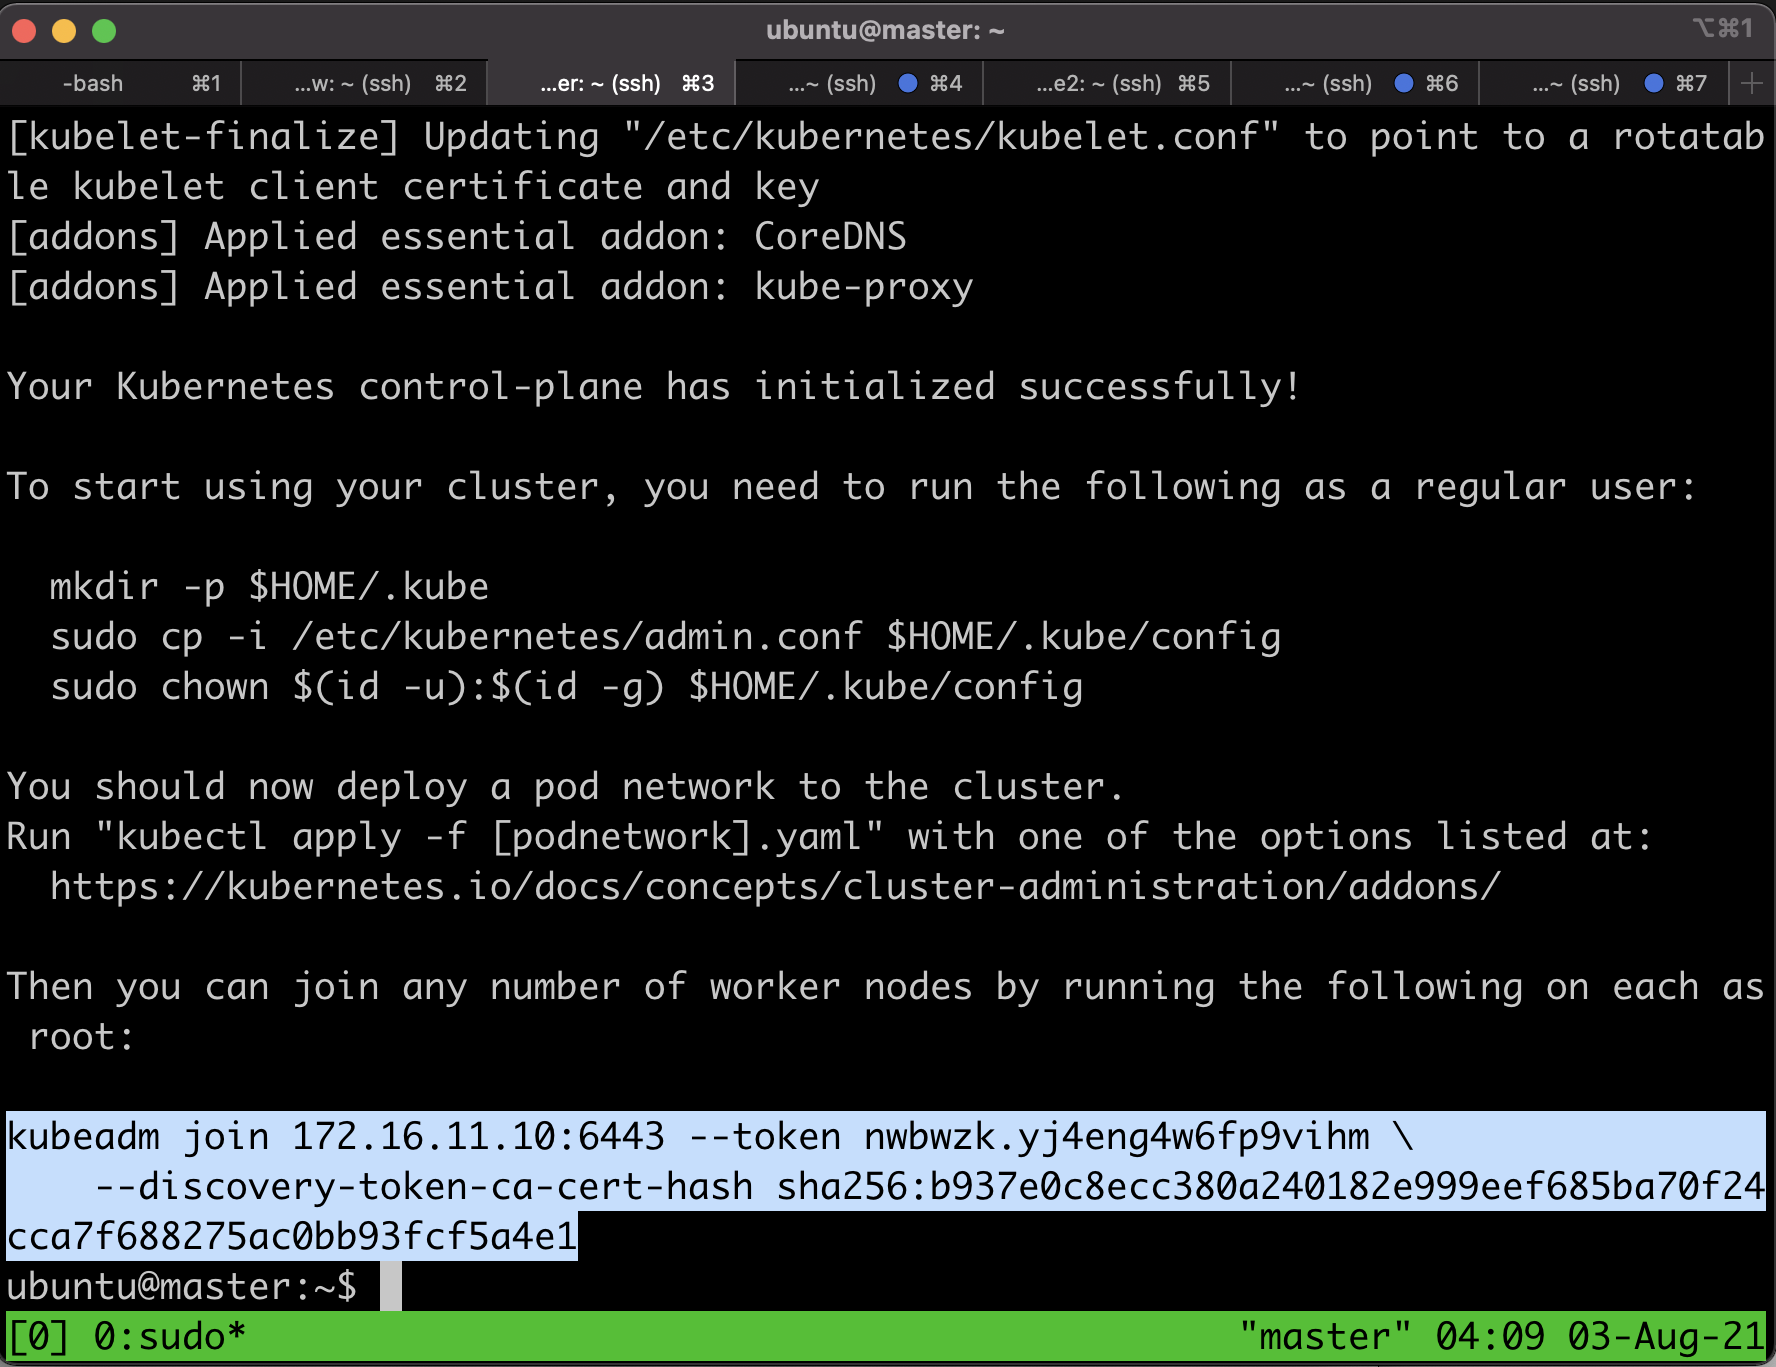 ubuntu@master: ~
⌥⌘1
-bash ⌘1 ...w: ~ (ssh) ⌘2 ...er: ~ (ssh) ⌘3 ...~ (ssh) ⌘4 ...e2: ~ (ssh) ⌘5 ...~ (ssh) ⌘6 ...~ (ssh) ⌘7
[kubelet-finalize] Updating "/etc/kubernetes/kubelet.conf" to point to a rotatab
le kubelet client certificate and key
[addons] Applied essential addon: CoreDNS
[addons] Applied essential addon: kube-proxy
Your Kubernetes control-plane has initialized successfully!
To start using your cluster, you need to run the following as a regular user:
mkdir -p $HOME/.kube
sudo cp -i /etc/kubernetes/admin.conf $HOME/.kube/config
sudo chown $(id -u):$(id -g) $HOME/.kube/config
You should now deploy a pod network to the cluster.
Run "kubectl apply -f [podnetwork].yaml" with one of the options listed at:
https://kubernetes.io/docs/concepts/cluster-administration/addons/
Then you can join any number of worker nodes by running the following on each as
root:
kubeadm join 172.16.11.10:6443 --token nwbwzk.yj4eng4w6fp9vihm \
--discovery-token-ca-cert-hash sha256:b937e0c8ecc380a240182e999eef685ba70f24
cca7f688275ac0bb93fcf5a4e1
ubuntu@master:~$
[0] 0:sudo* "master" 04:09 03-Aug-21